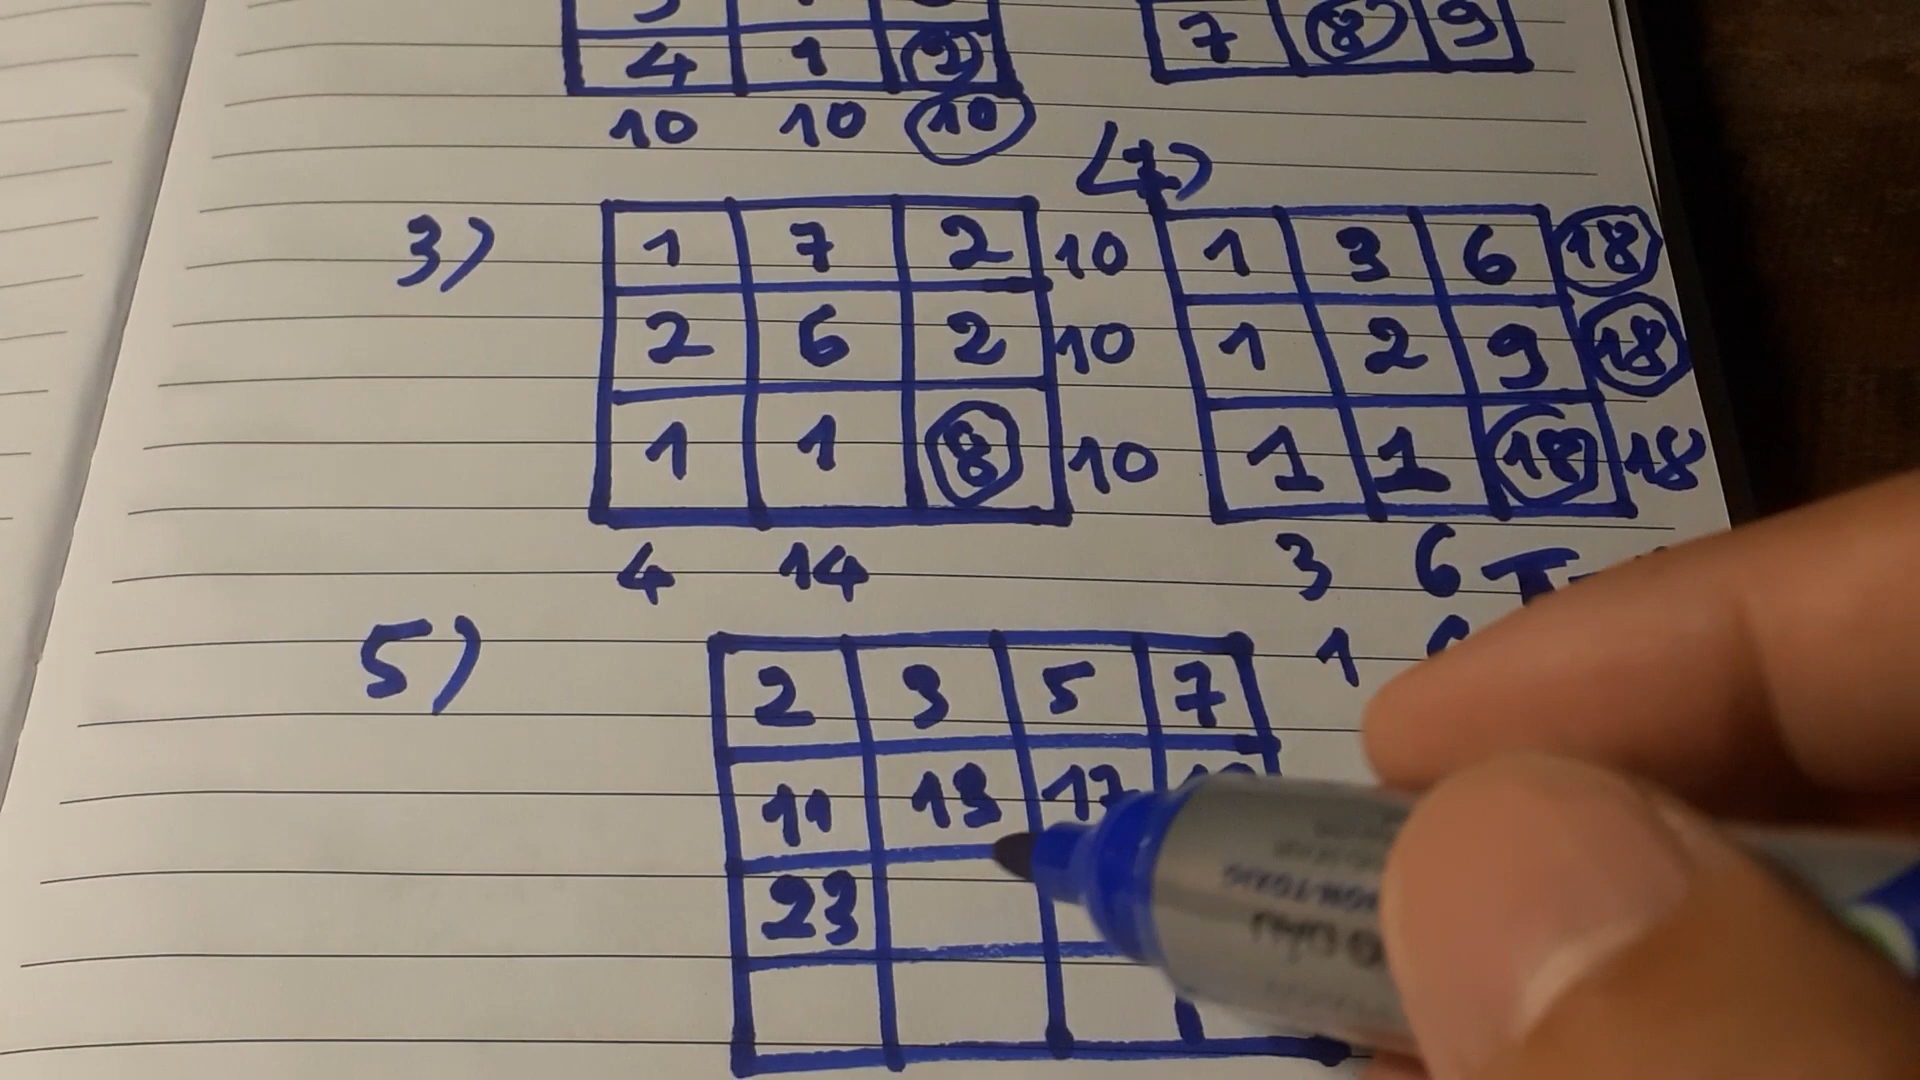 4 1
7 8 9
10 10 10
3)
1 7 2 10
2 6 2 10
1 1 8 10
4 14
1 3 6 18
1 2 9 18
1 1 18 18
3 6
1
5)
2 3 5 7
11 13 17
23